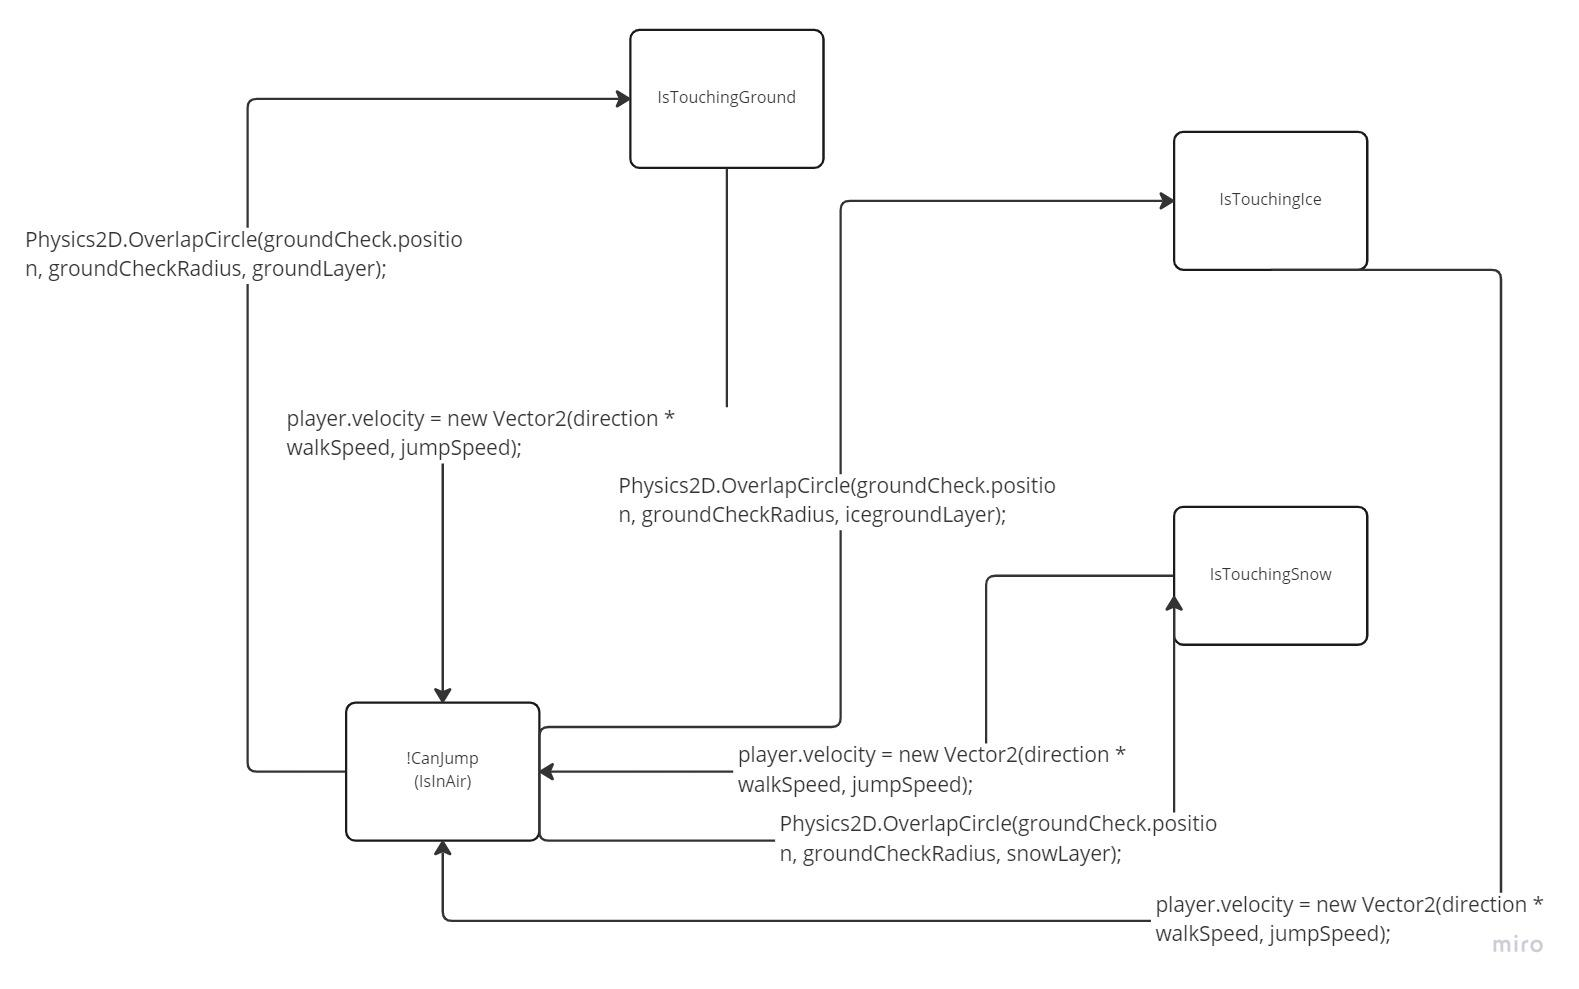 IsTouchingGround
IsTouchingIce
Physics2D.OverlapCircle(groundCheck.positio
n, groundCheckRadius, groundLayer);
player.velocity = new Vector2(direction *
walkSpeed, jumpSpeed);
Physics2D.OverlapCircle(groundCheck.positio
n, groundCheckRadius, icegroundLayer);
IsTouchingSnow
!CanJump
(IsInAir)
player.velocity = new Vector2(direction *
walkSpeed, jumpSpeed);
Physics2D.OverlapCircle(groundCheck.positio
n, groundCheckRadius, snowLayer);
player.velocity = new Vector2(direction *
walkSpeed, jumpSpeed);
miro